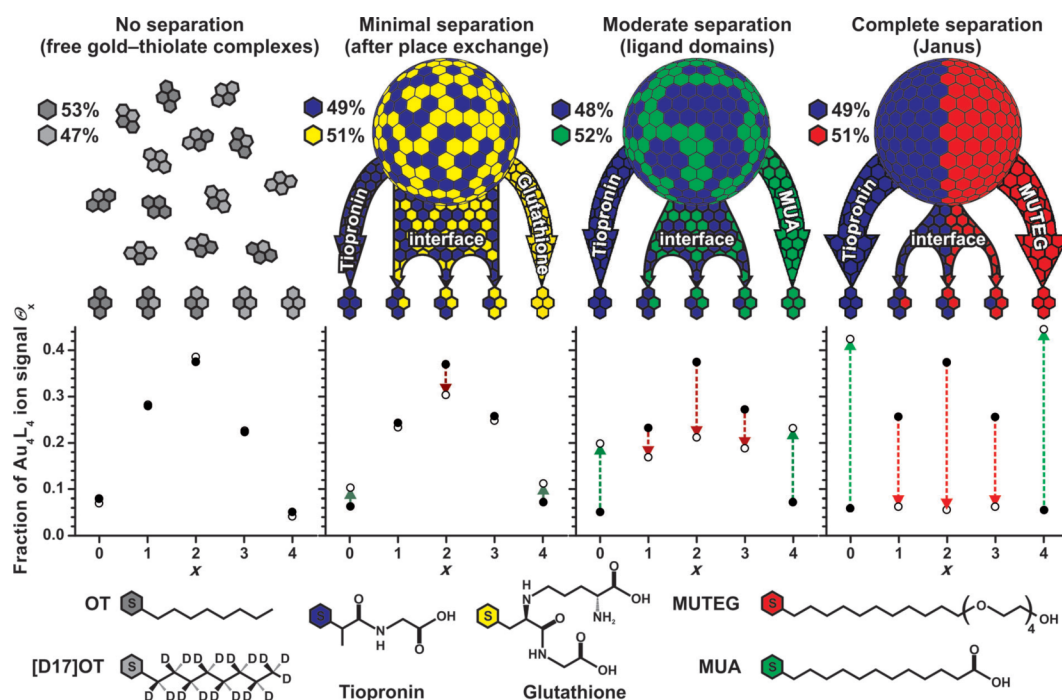 No separation
(free gold–thiolate complexes)
Minimal separation
(after place exchange)
Moderate separation
(ligand domains)
Complete separation
(Janus)
53%
47%
49%
51%
48%
52%
49%
51%
Tiopronin
interface
Glutathione
Tiopronin
interface
MUA
Tiopronin
interface
MUTEG
Fraction of Au4L4 ion signal Θx
0.4
0.3
0.2
0.1
0.0
0 1 2 3 4
x
0 1 2 3 4
x
0 1 2 3 4
x
0 1 2 3 4
x
OT
S
[D17]OT
S
D D D D D D D D D
D D D D D D D D
S
O
N
H
O
OH
Tiopronin
S
H
N
O
OH
NH2
O
HN
OH
O
Glutathione
MUTEG
S
O
4
OH
MUA
S
O
OH